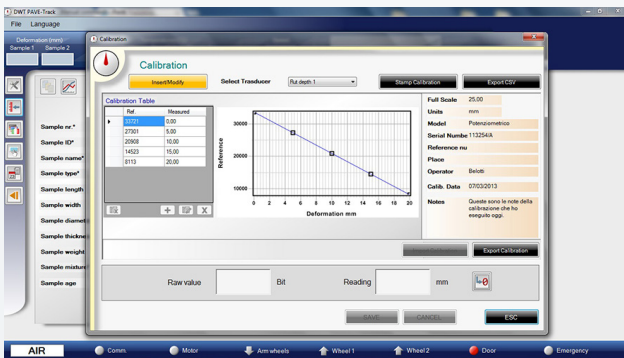 DWT PAVE-Track
File Language
Deformation (mm)
Sample 1 Sample 2
Calibration
Calibration
Insert/Modify
Select Trasducer
Rut depth 1
Stamp Calibration
Export CSV
Calibration Table
Ref. Measured
33721 0,00
27301 5,00
20908 10,00
14523 15,00
8113 20,00
Reference
30000
20000
10000
0 2 4 6 8 10 12 14 16 18 20
Deformation mm
Full Scale 25,00
Units mm
Model Potenziometrico
Serial Numbe 113254/A
Reference nu
Place
Operator Belotti
Calib. Data 07/03/2013
Notes Queste sono le note della
calibrazione che ho
eseguito oggi.
Sample nr.*
Sample ID*
Sample name*
Sample type*
Sample length
Sample width
Sample diamet
Sample thickne
Sample weight
Sample mixture
Sample age
Export Calibration
Raw value
Bit
Reading
mm
SAVE
CANCEL
ESC
AIR
Comm.
Motor
Arm wheels
Wheel 1
Wheel 2
Door
Emergency